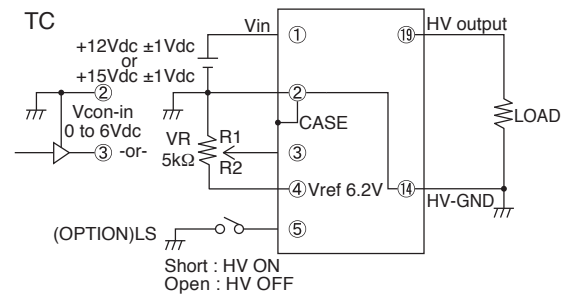 TC
Vin
①
⑲
HV output
+12Vdc ±1Vdc
or
+15Vdc ±1Vdc
②
②
Vcon-in
0 to 6Vdc
CASE
LOAD
VR
5kΩ
R1
R2
③
③
-or-
④
Vref 6.2V
⑭
HV-GND
(OPTION)LS
⑤
Short : HV ON
Open : HV OFF